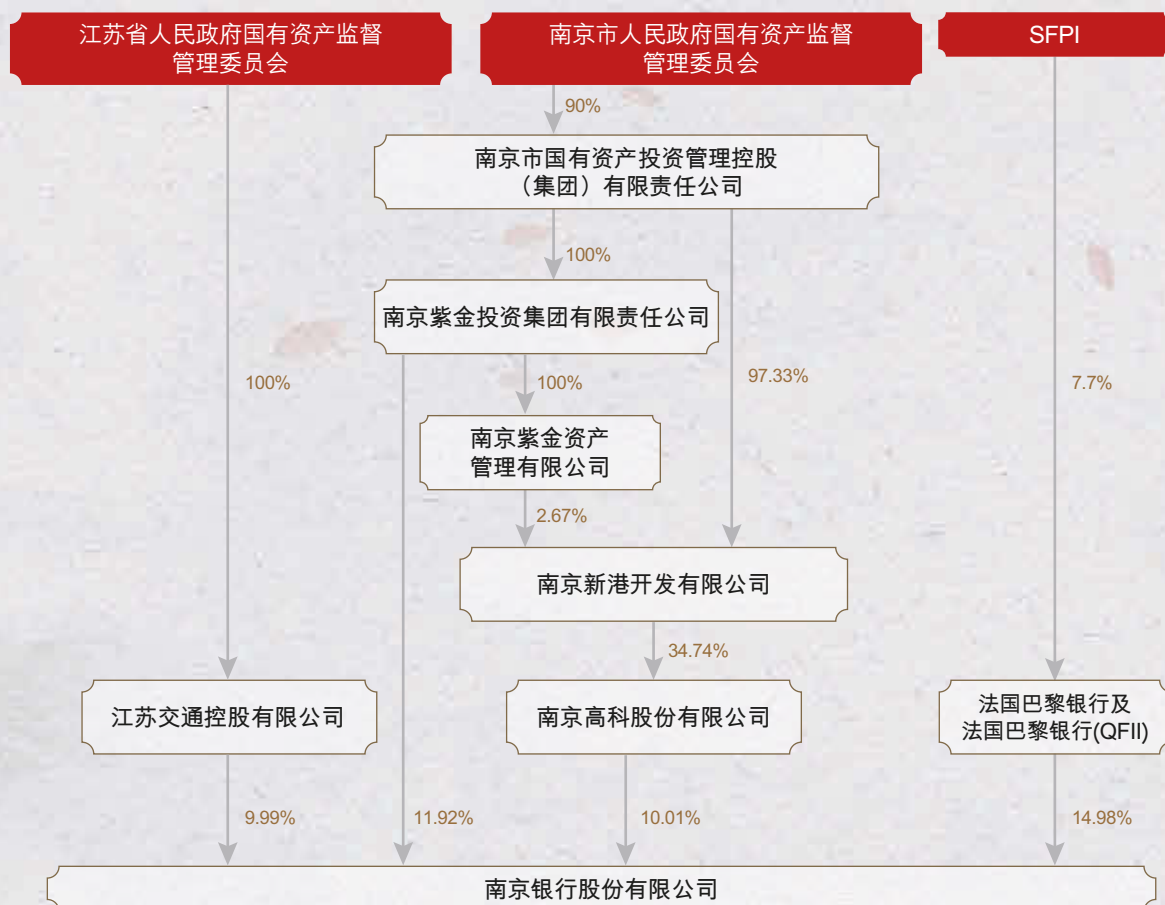 江苏省人民政府国有资产监督
管理委员会
南京市人民政府国有资产监督
管理委员会
SFPI
90%
南京市国有资产投资管理控股
（集团）有限责任公司
100%
南京紫金投资集团有限责任公司
100%
100%
97.33%
7.7%
南京紫金资产
管理有限公司
2.67%
南京新港开发有限公司
34.74%
江苏交通控股有限公司
南京高科股份有限公司
法国巴黎银行及
法国巴黎银行(QFII)
9.99%
11.92%
10.01%
14.98%
南京银行股份有限公司